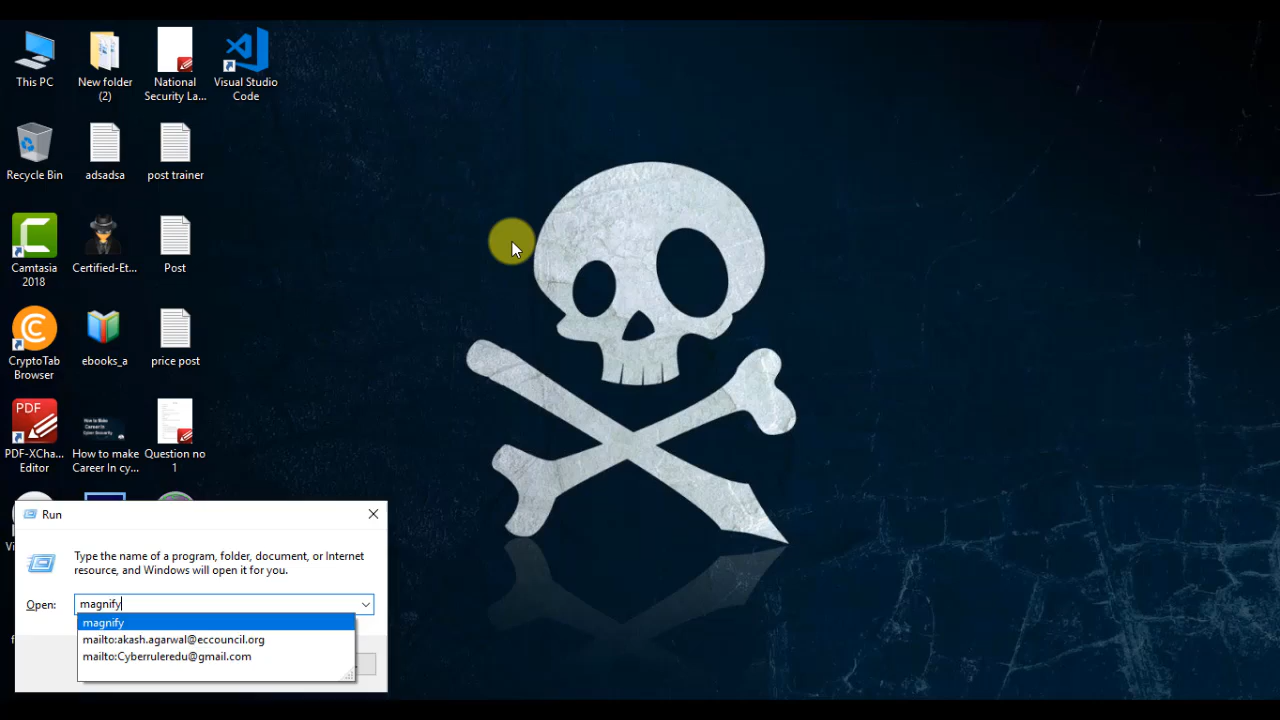 This PC
New folder
(2)
National
Security La...
Visual Studio
Code
Recycle Bin
adsadsa
post trainer
Camtasia
2018
Certified-Et...
Post
CryptoTab
Browser
ebooks_a
price post
PDF
PDF-XCha...
Editor
How to make
Career In cy...
Question no
1
Run
Type the name of a program, folder, document, or Internet
resource, and Windows will open it for you.
Open:
magnify
magnify
mailto:akash.agarwal@eccouncil.org
mailto:Cyberruleredu@gmail.com